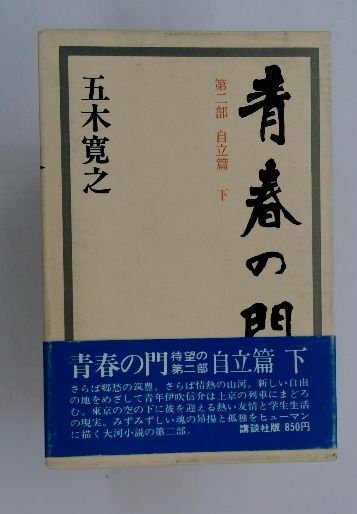 青春の門
第二部 自立篇 下
五木寛之
青春の門 待望の第二部 自立篇 下
さらば郷愁の筑豊。さらば情熱の山河。新しい自由
の地をめざして青年伊吹信介は上京の列車にまどろ
む。東京の空の下に彼を迎える熱い友情と学生生活
の現実。みずみずしい魂の昂揚と孤独をヒューマン
に描く大河小説の第二部。
講談社版 850円